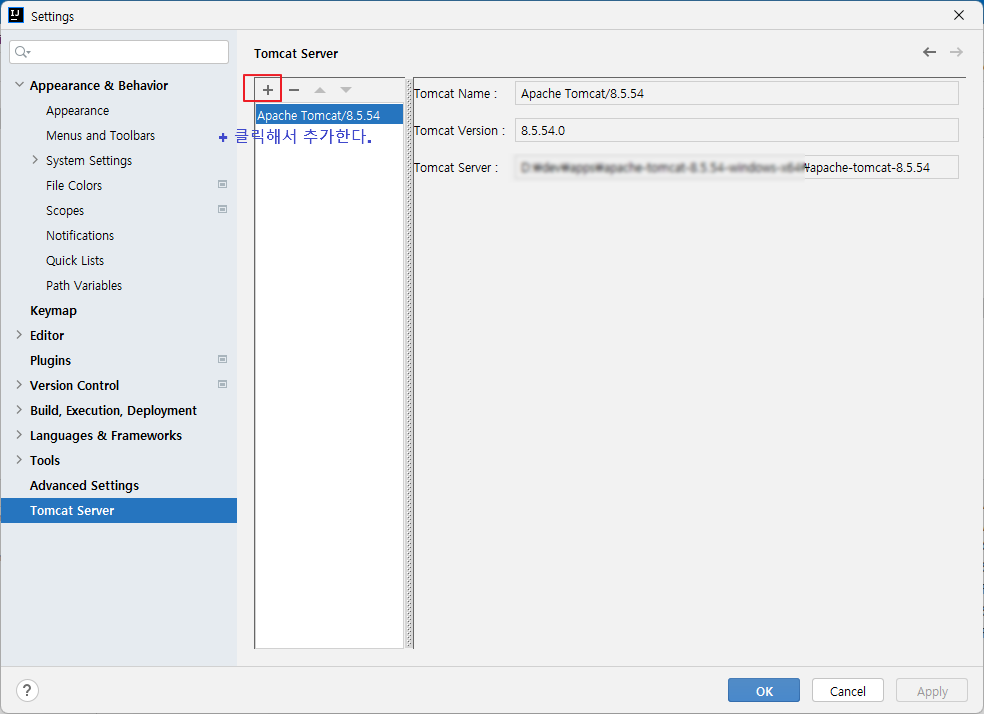 Settings
Appearance & Behavior
Appearance
Menus and Toolbars
System Settings
File Colors
Scopes
Notifications
Quick Lists
Path Variables
Keymap
Editor
Plugins
Version Control
Build, Execution, Deployment
Languages & Frameworks
Tools
Advanced Settings
Tomcat Server
Tomcat Server
Apache Tomcat/8.5.54
+ 클릭해서 추가한다.
Tomcat Name : Apache Tomcat/8.5.54
Tomcat Version : 8.5.54.0
Tomcat Server : \apache-tomcat-8.5.54
? OK Cancel Apply